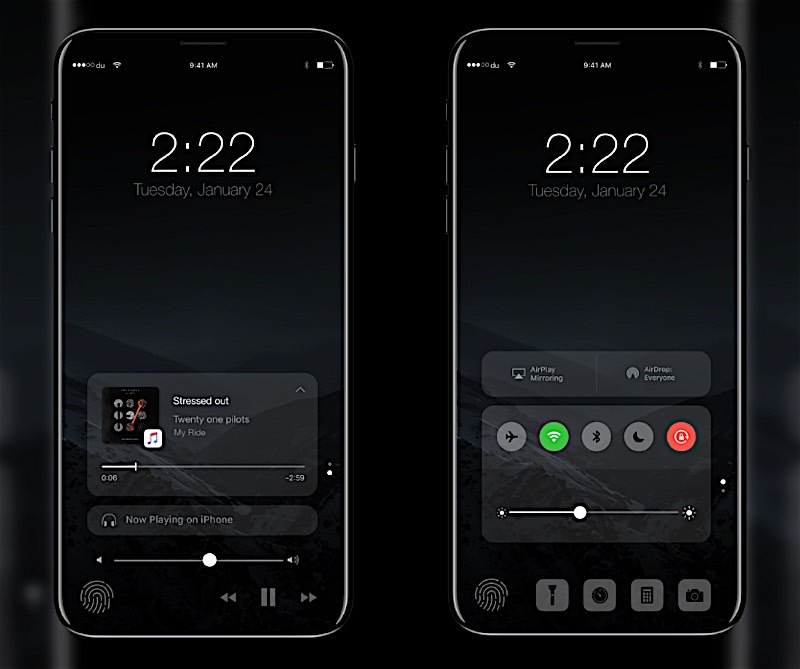 du
9:41 AM
2:22
Tuesday, January 24
Stressed out
Twenty one pilots
My Ride
0:06
-2:59
Now Playing on iPhone
du
9:41 AM
2:22
Tuesday, January 24
AirPlay
Mirroring
AirDrop:
Everyone